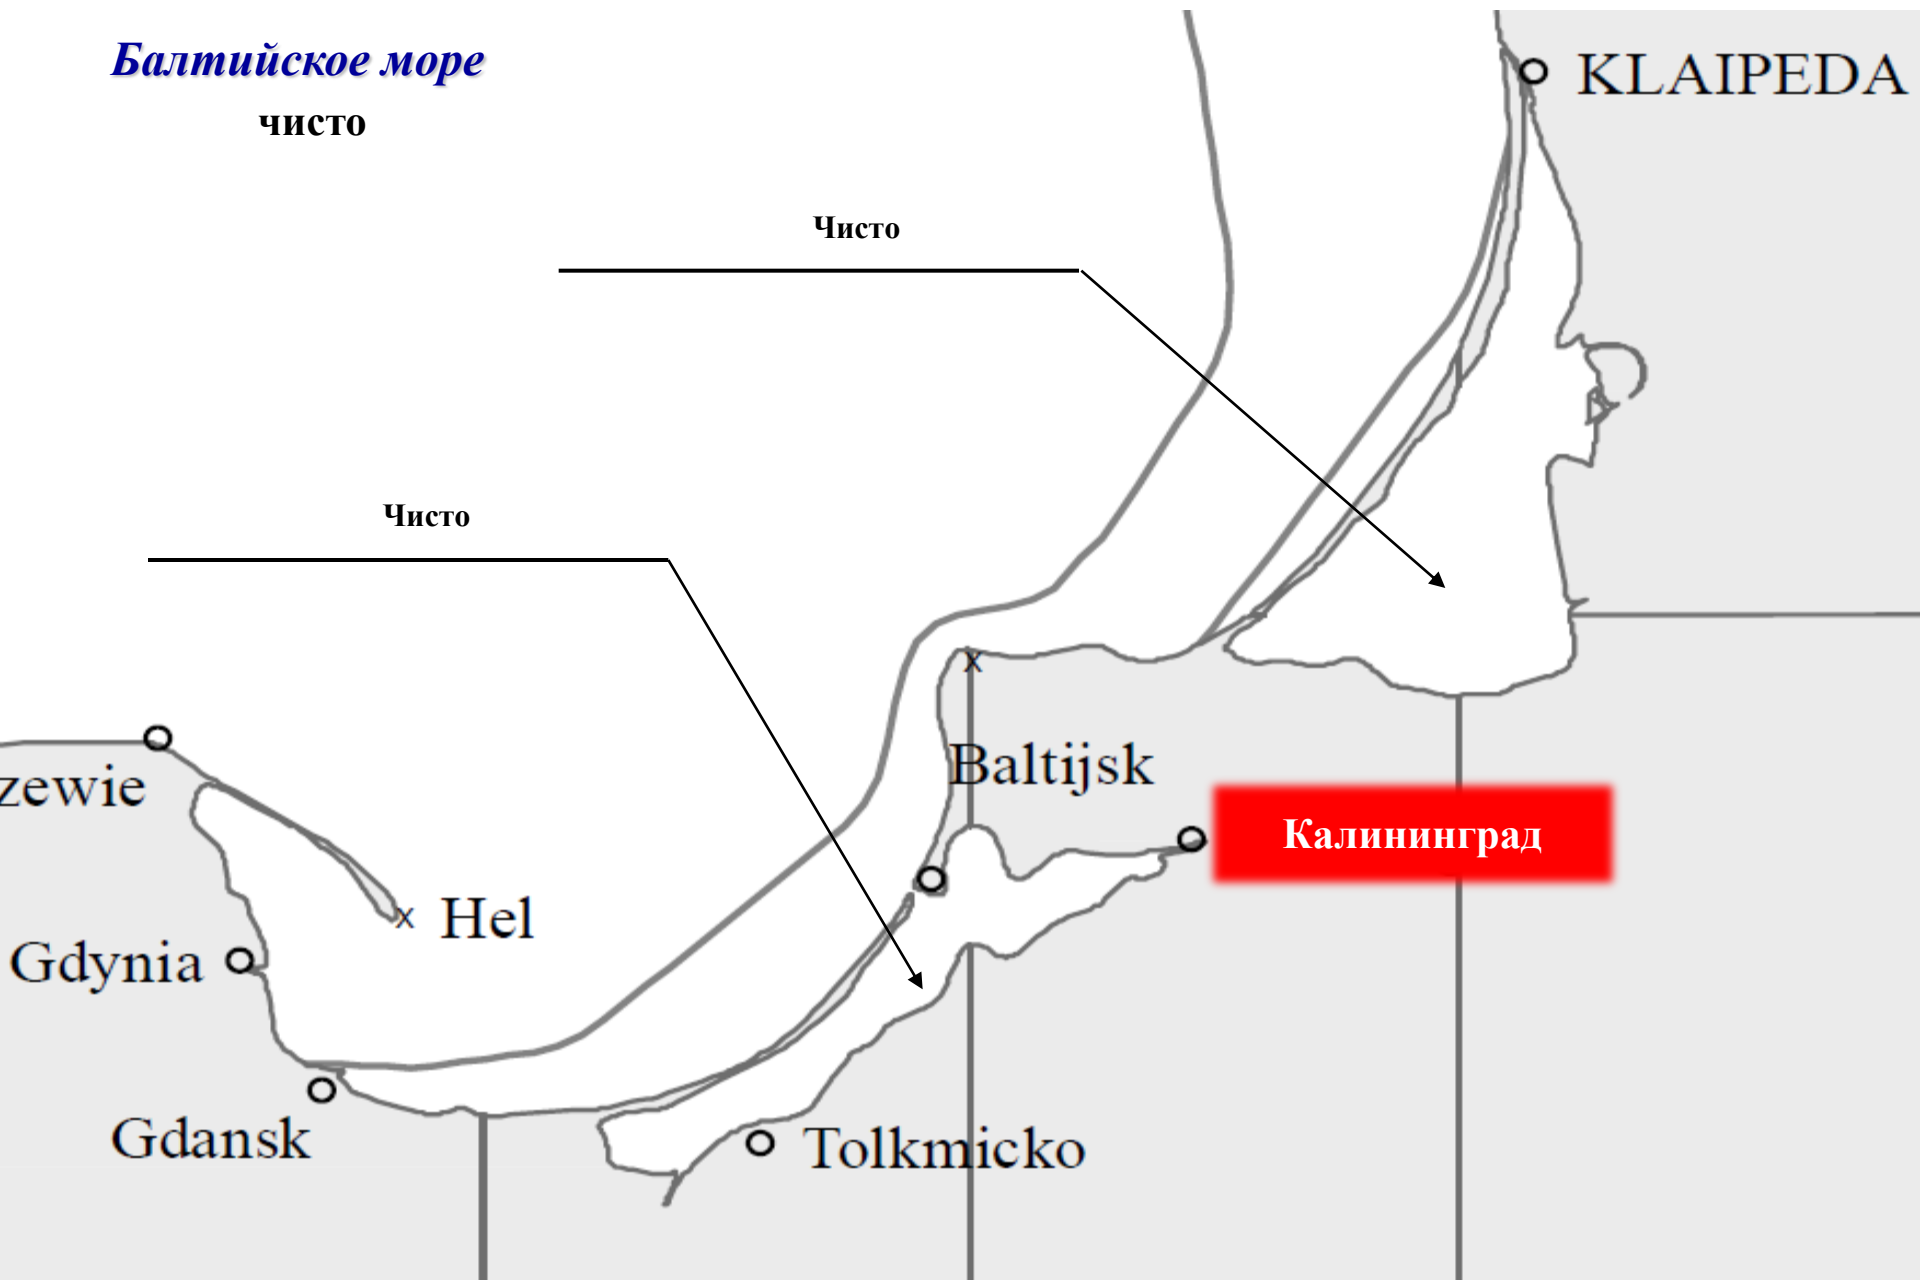 Балтийское море
чисто
KLAIPEDA
Чисто
Чисто
x
Baltijsk
zewie
Калининград
x Hel
Gdynia
Gdansk
Tolkmicko